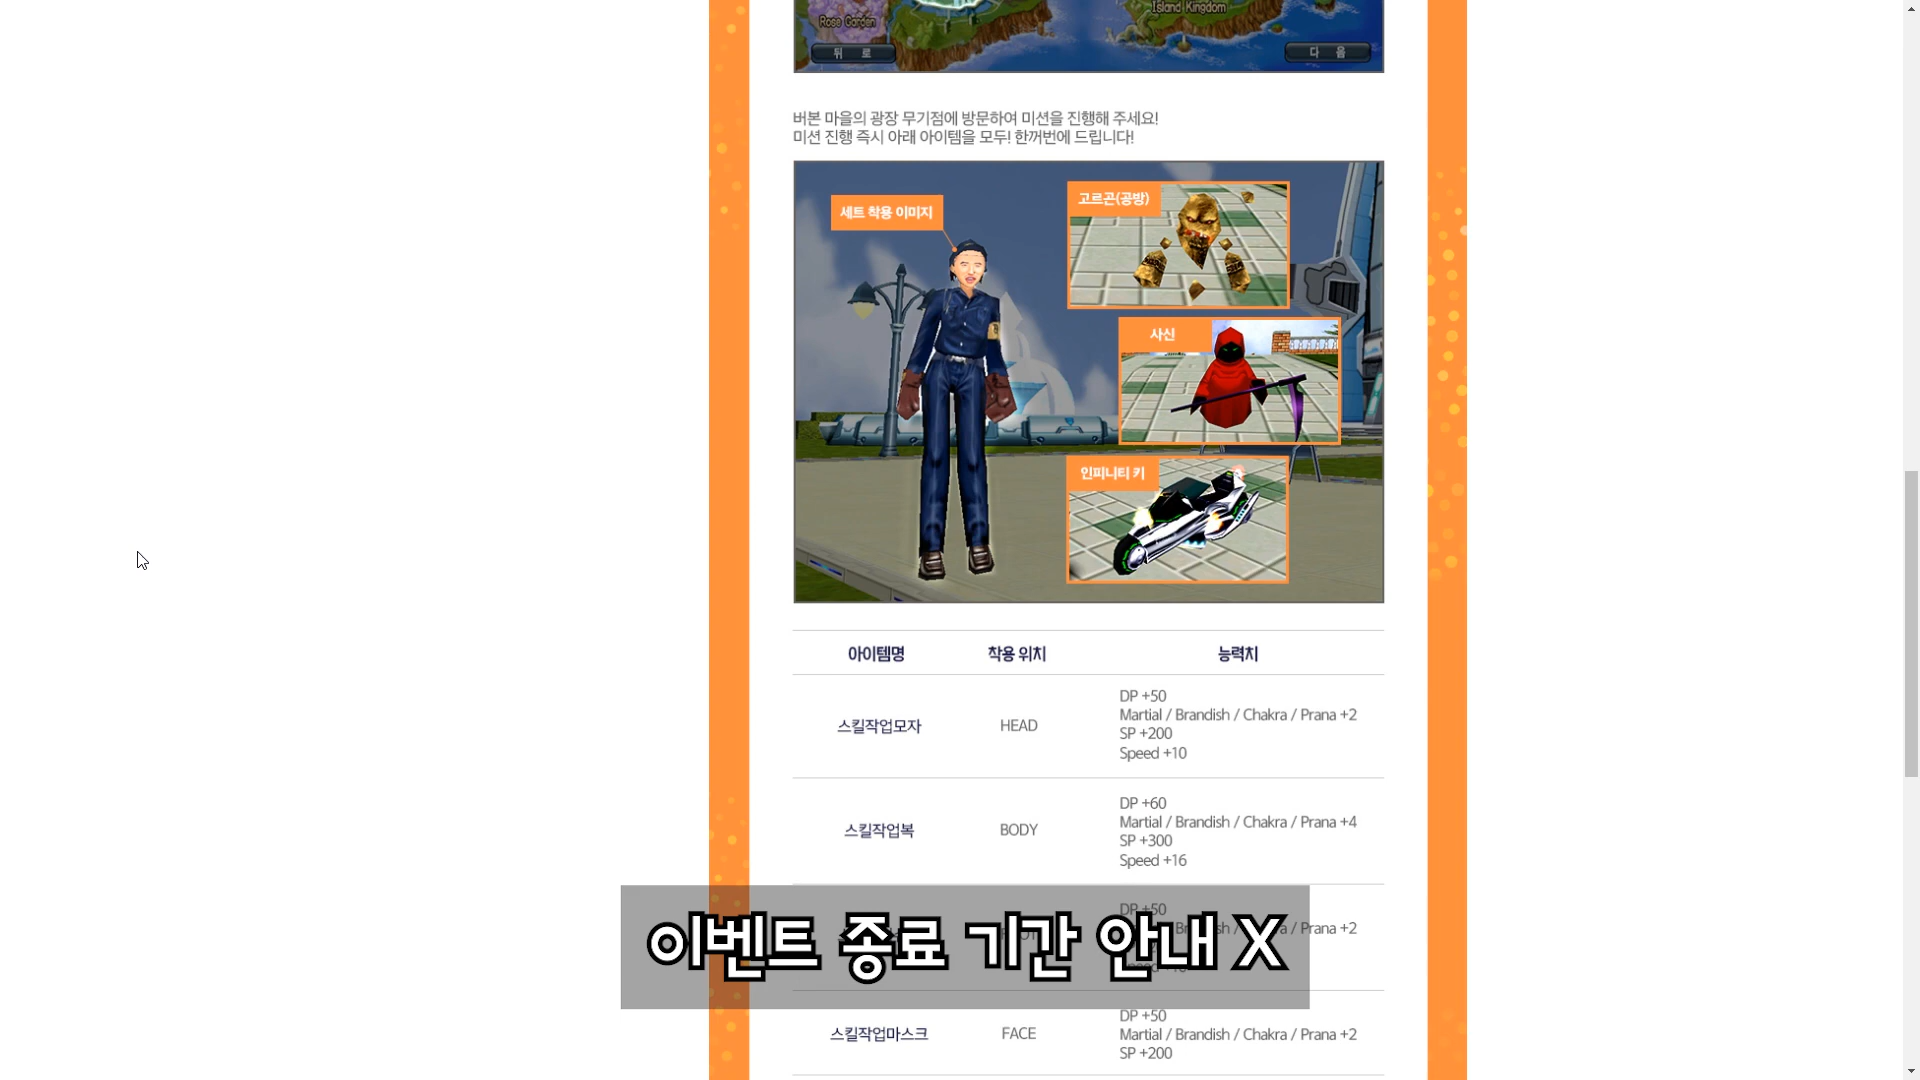 Rose Garden
Island Kingdom
뒤 로
다 음
버본 마을의 광장 무기점에 방문하여 미션을 진행해 주세요!
미션 진행 즉시 아래 아이템을 모두! 한꺼번에 드립니다!
세트 착용 이미지
고르곤(공방)
사신
인피니티 키
아이템명 착용 위치 능력치
스킬작업모자 HEAD
DP +50
Martial / Brandish / Chakra / Prana +2
SP +200
Speed +10
스킬작업복 BODY
DP +60
Martial / Brandish / Chakra / Prana +4
SP +300
Speed +16
DP +50
이벤트 종료 기간 안내 X
스킬작업마스크 FACE
DP +50
Martial / Brandish / Chakra / Prana +2
SP +200